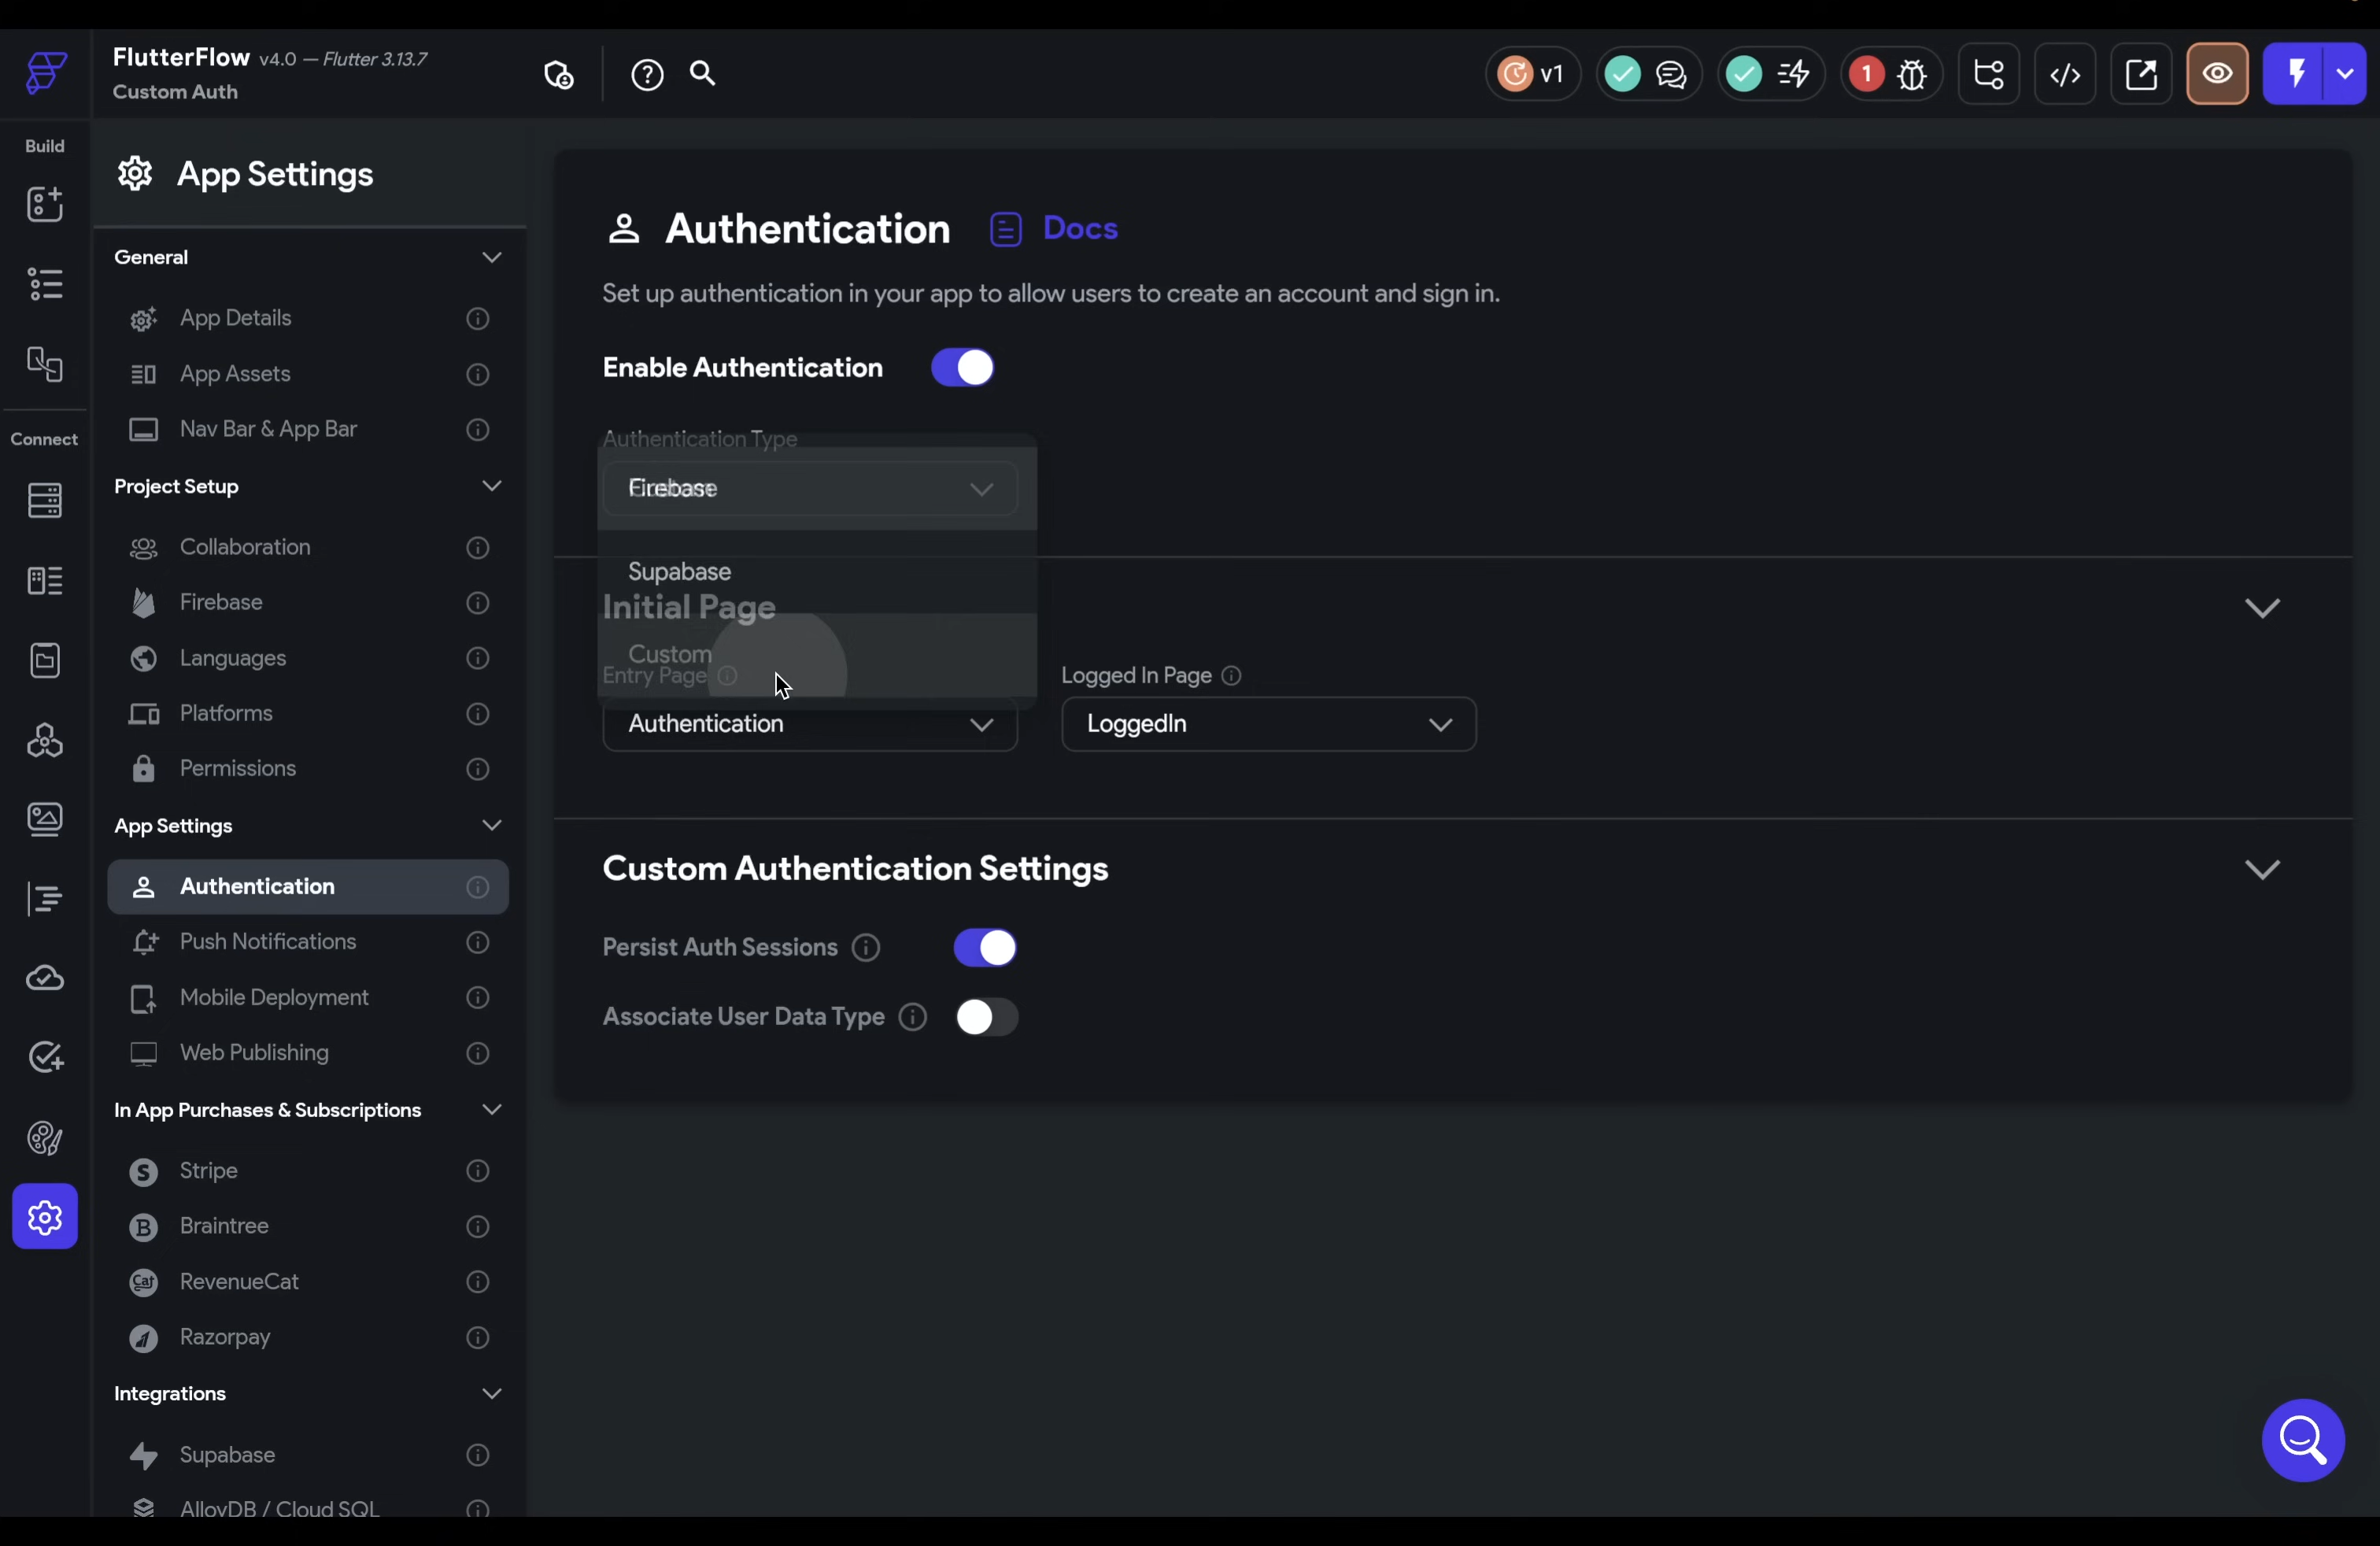 FlutterFlow v4.0 — Flutter 3.13.7
Custom Auth
v1
1
Build
Connect
App Settings
General
App Details
App Assets
Nav Bar & App Bar
Project Setup
Collaboration
Firebase
Languages
Platforms
Permissions
App Settings
Authentication
Push Notifications
Mobile Deployment
Web Publishing
In App Purchases & Subscriptions
Stripe
Braintree
RevenueCat
Razorpay
Integrations
Supabase
AlloyDB / Cloud SQL
Authentication Docs
Set up authentication in your app to allow users to create an account and sign in.
Enable Authentication
Authentication Type
Firebase
Supabase
Initial Page
Custom
Entry Page
Logged In Page
Authentication
LoggedIn
Custom Authentication Settings
Persist Auth Sessions
Associate User Data Type